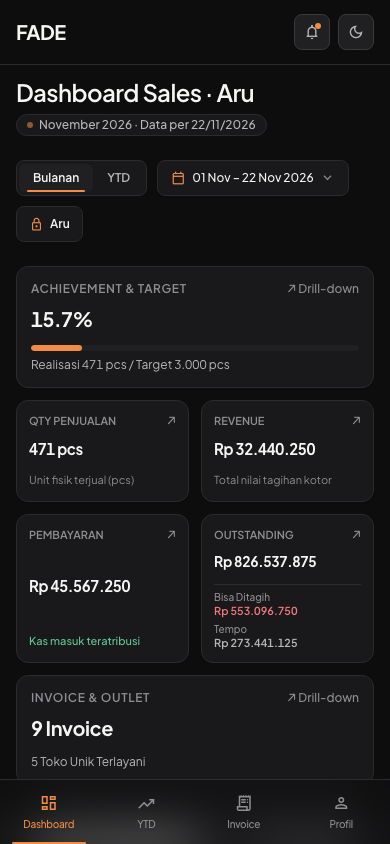 FADE
Dashboard Sales · Aru
November 2026 · Data per 22/11/2026
Bulanan
YTD
01 Nov – 22 Nov 2026
Aru
ACHIEVEMENT & TARGET
Drill-down
15.7%
Realisasi 471 pcs / Target 3.000 pcs
QTY PENJUALAN
471 pcs
Unit fisik terjual (pcs)
REVENUE
Rp 32.440.250
Total nilai tagihan kotor
PEMBAYARAN
Rp 45.567.250
Kas masuk teratribusi
OUTSTANDING
Rp 826.537.875
Bisa Ditagih
Rp 553.096.750
Tempo
Rp 273.441.125
INVOICE & OUTLET
Drill-down
9 Invoice
5 Toko Unik Terlayani
Dashboard
YTD
Invoice
Profil